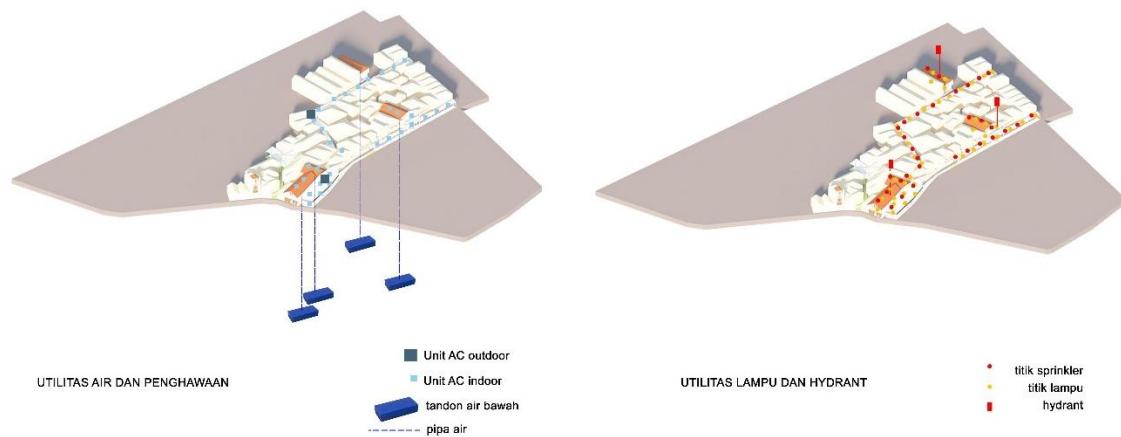 UTILITAS AIR DAN PENGHAWAAN
Unit AC outdoor
Unit AC indoor
tandon air bawah
pipa air
UTILITAS LAMPU DAN HYDRANT
titik sprinkler
titik lampu
hydrant